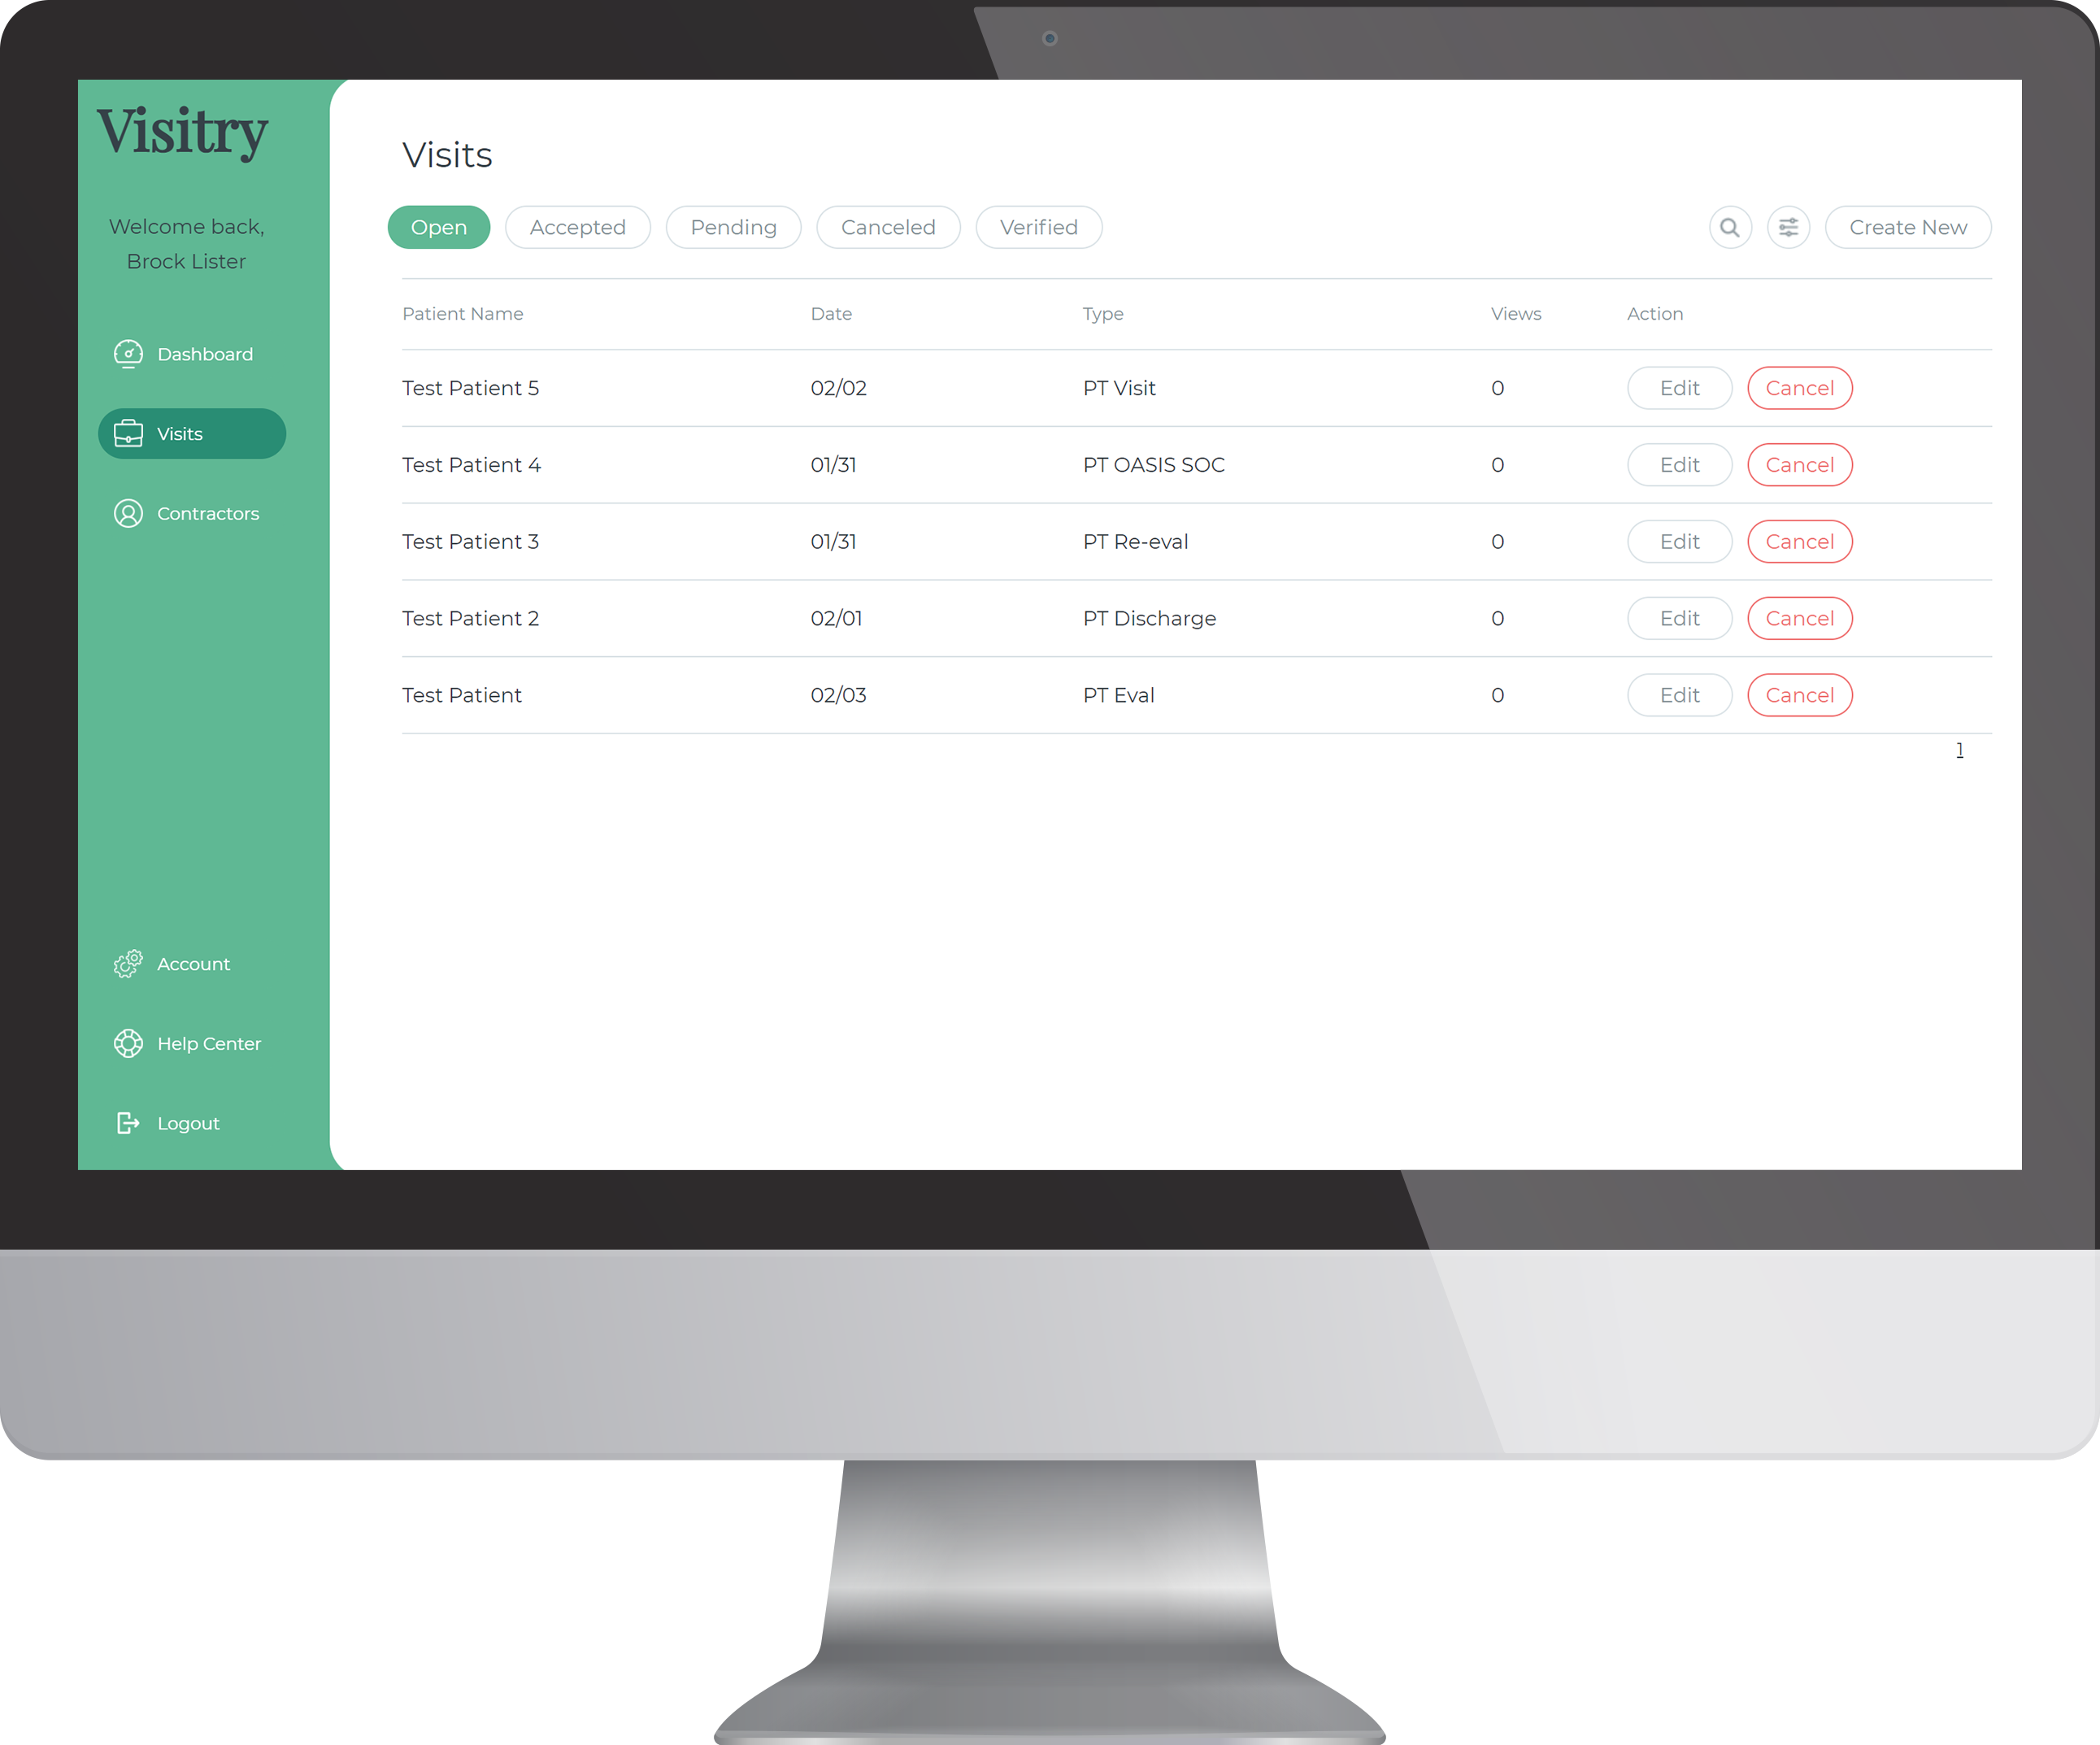 Visitry
Welcome back,
Brock Lister
Dashboard
Visits
Contractors
Account
Help Center
Logout
Visits
Open Accepted Pending Canceled Verified Create New
Patient Name Date Type Views Action
Test Patient 5 02/02 PT Visit 0 Edit Cancel
Test Patient 4 01/31 PT OASIS SOC 0 Edit Cancel
Test Patient 3 01/31 PT Re-eval 0 Edit Cancel
Test Patient 2 02/01 PT Discharge 0 Edit Cancel
Test Patient 02/03 PT Eval 0 Edit Cancel
1